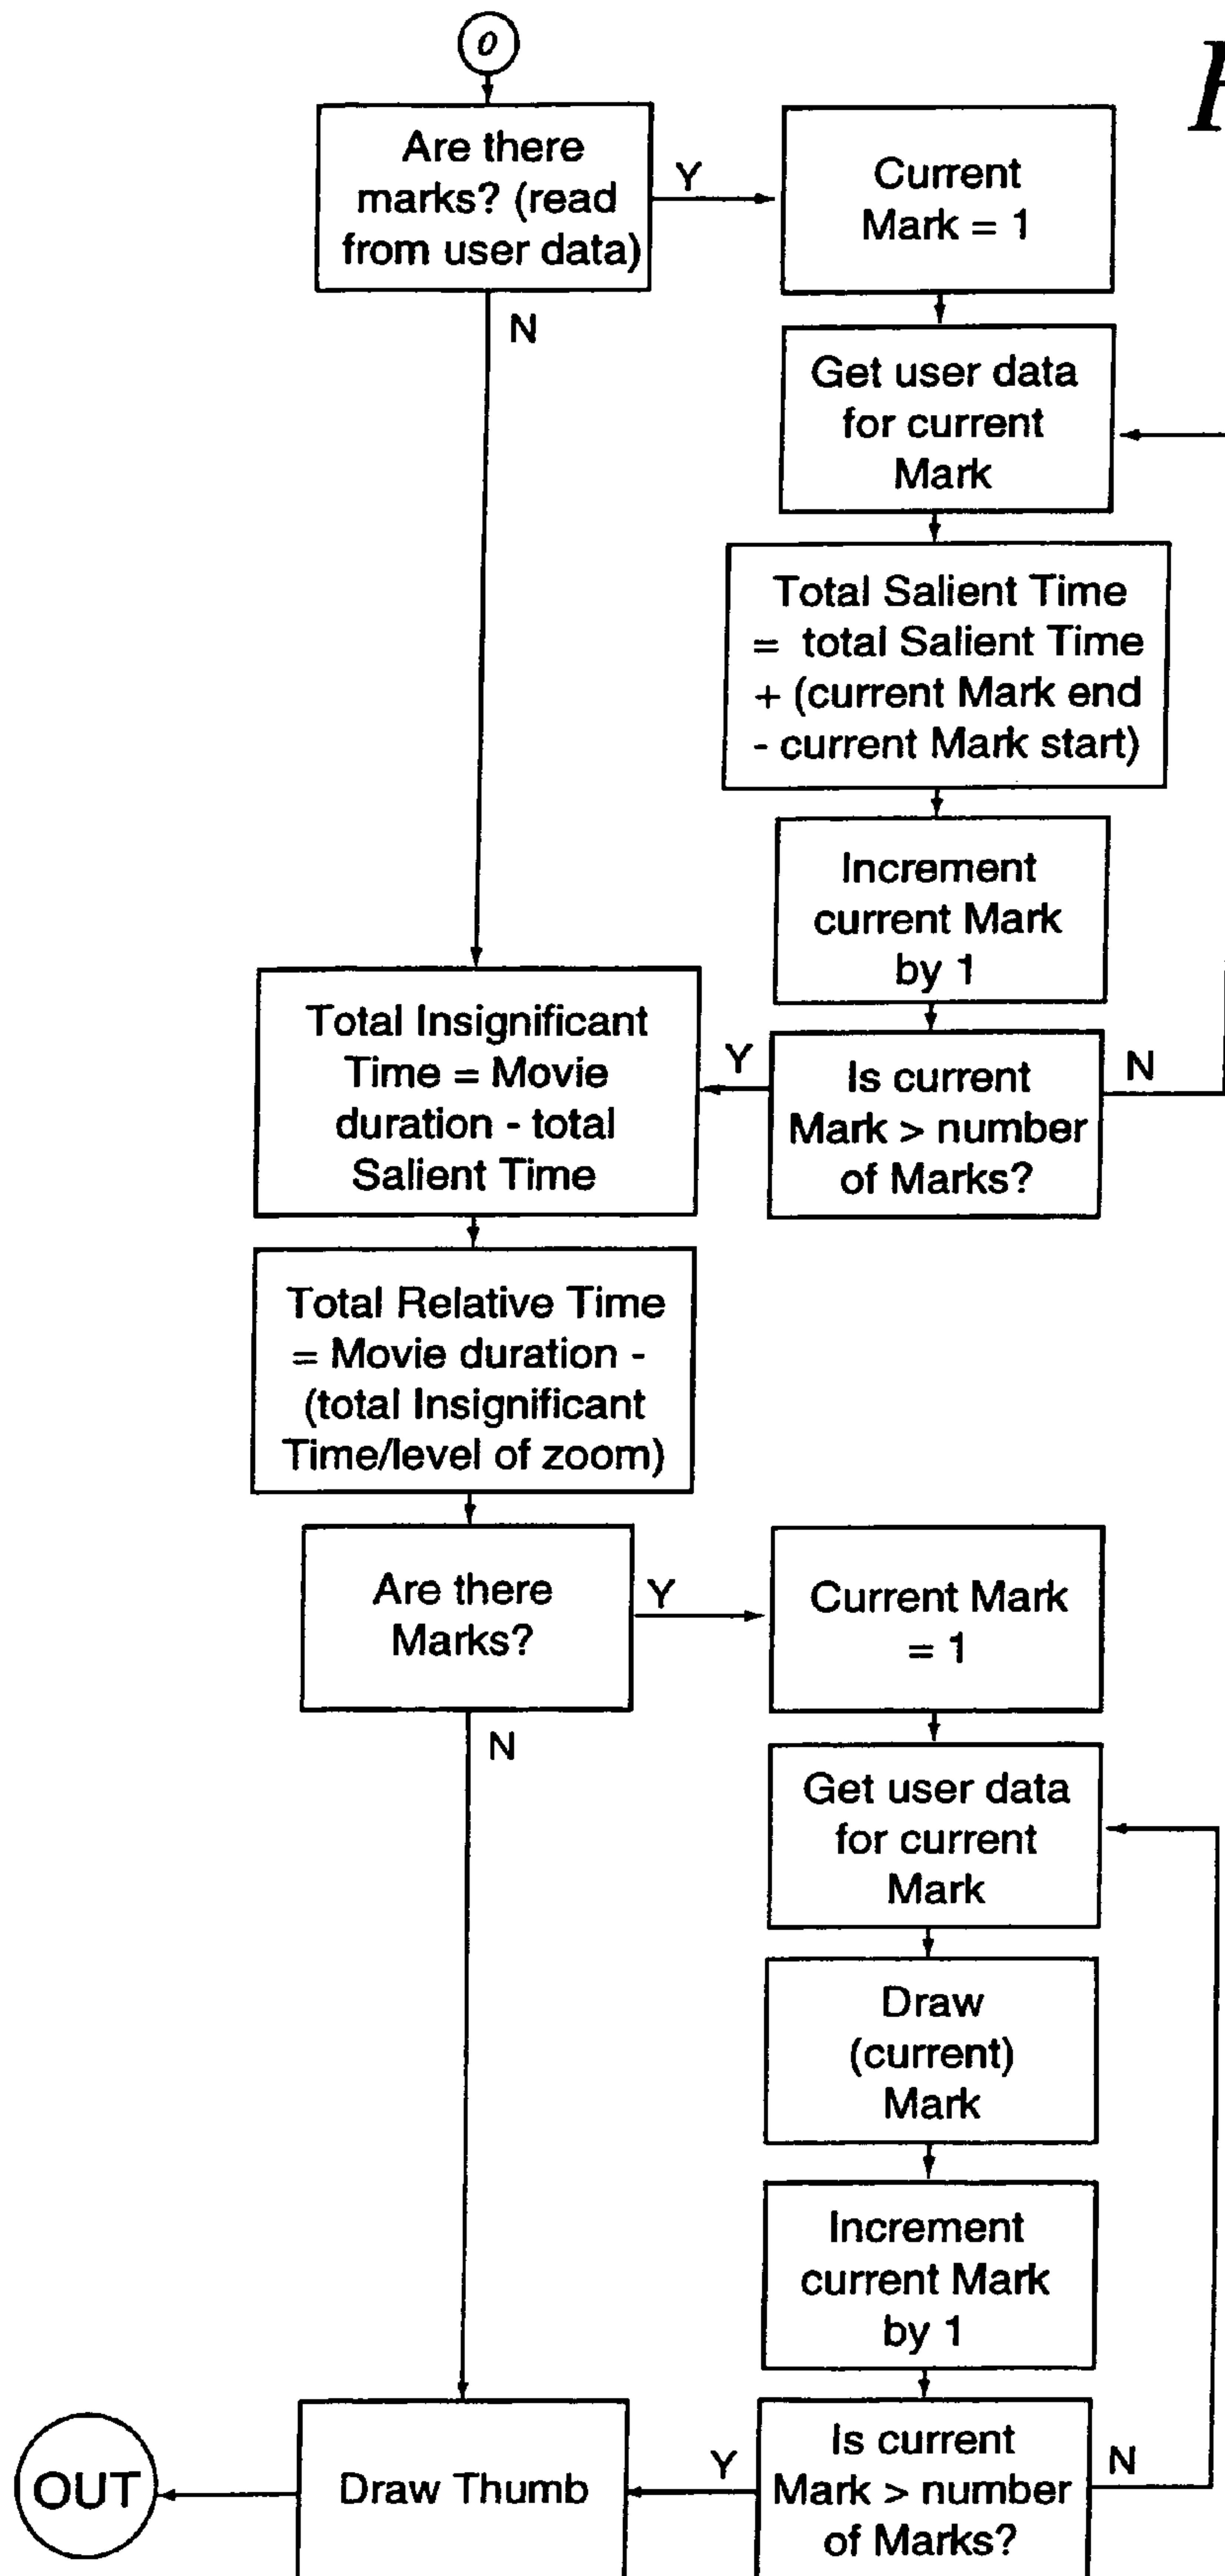 O
Are there
marks? (read
from user data)
Y
N
Current
Mark = 1
Get user data
for current
Mark
Total Salient Time
= total Salient Time
+ (current Mark end
- current Mark start)
Increment
current Mark
by 1
Is current
Mark > number
of Marks?
Y
N
Total Insignificant
Time = Movie
duration - total
Salient Time
Total Relative Time
= Movie duration -
(total Insignificant
Time/level of zoom)
Are there
Marks?
Y
N
Current Mark
= 1
Get user data
for current
Mark
Draw
(current)
Mark
Increment
current Mark
by 1
Is current
Mark > number
of Marks?
Y
N
Draw Thumb
OUT